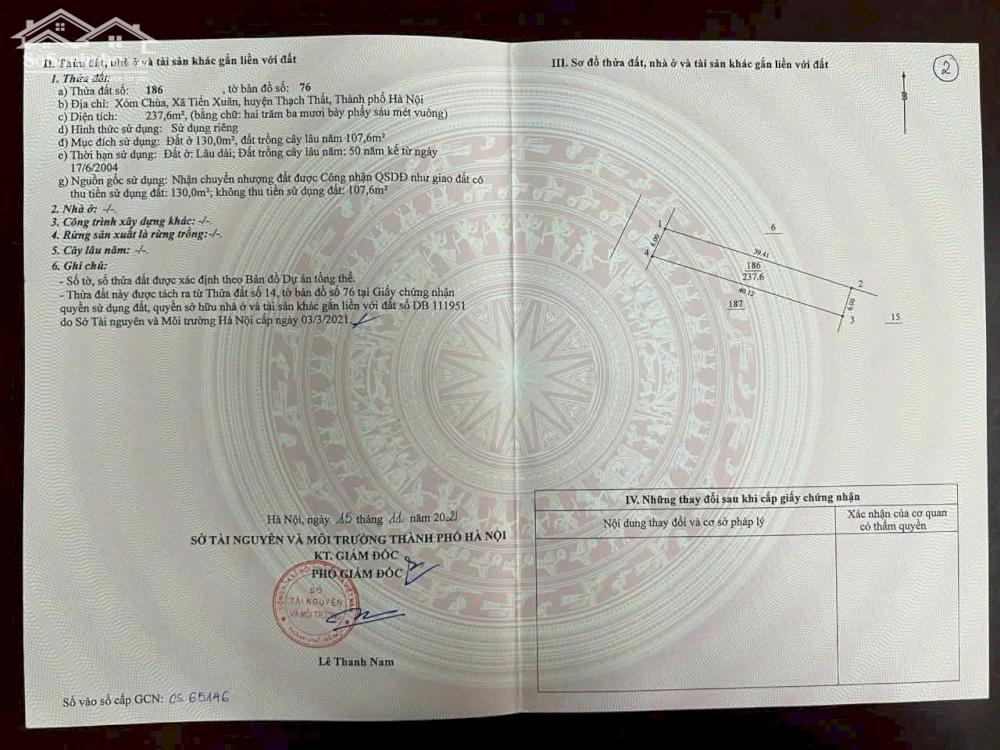 II. Thửa đất, nhà ở và tài sản khác gắn liền với đất
1. Thửa đất:
a) Thửa đất số: 186 , tờ bản đồ số: 76
b) Địa chỉ: Xóm Chùa, Xã Tiến Xuân, huyện Thạch Thất, Thành phố Hà Nội
c) Diện tích: 237,6m², (bằng chữ: hai trăm ba mươi bảy phẩy sáu mét vuông)
d) Hình thức sử dụng: Sử dụng riêng
đ) Mục đích sử dụng: Đất ở 130,0m², đất trồng cây lâu năm 107,6m²
e) Thời hạn sử dụng: Đất ở: Lâu dài; Đất trồng cây lâu năm: 50 năm kể từ ngày
17/6/2004
g) Nguồn gốc sử dụng: Nhận chuyển nhượng đất được Công nhận QSDĐ như giao đất có
thu tiền sử dụng đất: 130,0m²; không thu tiền sử dụng đất: 107,6m²
2. Nhà ở: -/-.
3. Công trình xây dựng khác: -/-.
4. Rừng sản xuất là rừng trồng:-/-.
5. Cây lâu năm: -/-.
6. Ghi chú:
- Số tờ, số thửa đất được xác định theo Bản đồ Dự án tổng thể.
- Thửa đất này được tách ra từ Thửa đất số 14, tờ bản đồ số 76 tại Giấy chứng nhận
quyền sử dụng đất, quyền sở hữu nhà ở và tài sản khác gắn liền với đất số DB 111951
do Sở Tài nguyên và Môi trường Hà Nội cấp ngày 03/3/2021.
Hà Nội, ngày 15 tháng 11 năm 2021
SỞ TÀI NGUYÊN VÀ MÔI TRƯỜNG THÀNH PHỐ HÀ NỘI
KT. GIÁM ĐỐC
PHÓ GIÁM ĐỐC
SỞ
TÀI NGUYÊN
VÀ MÔI TRƯỜNG
Lê Thanh Nam
Số vào sổ cấp GCN: CS 65146
III. Sơ đồ thửa đất, nhà ở và tài sản khác gắn liền với đất
2
B
1
6
6.00
39.41
4
186
237.6
40.12
2
187
6.00
3
15
IV. Những thay đổi sau khi cấp giấy chứng nhận
Nội dung thay đổi và cơ sở pháp lý
Xác nhận của cơ quan
có thẩm quyền